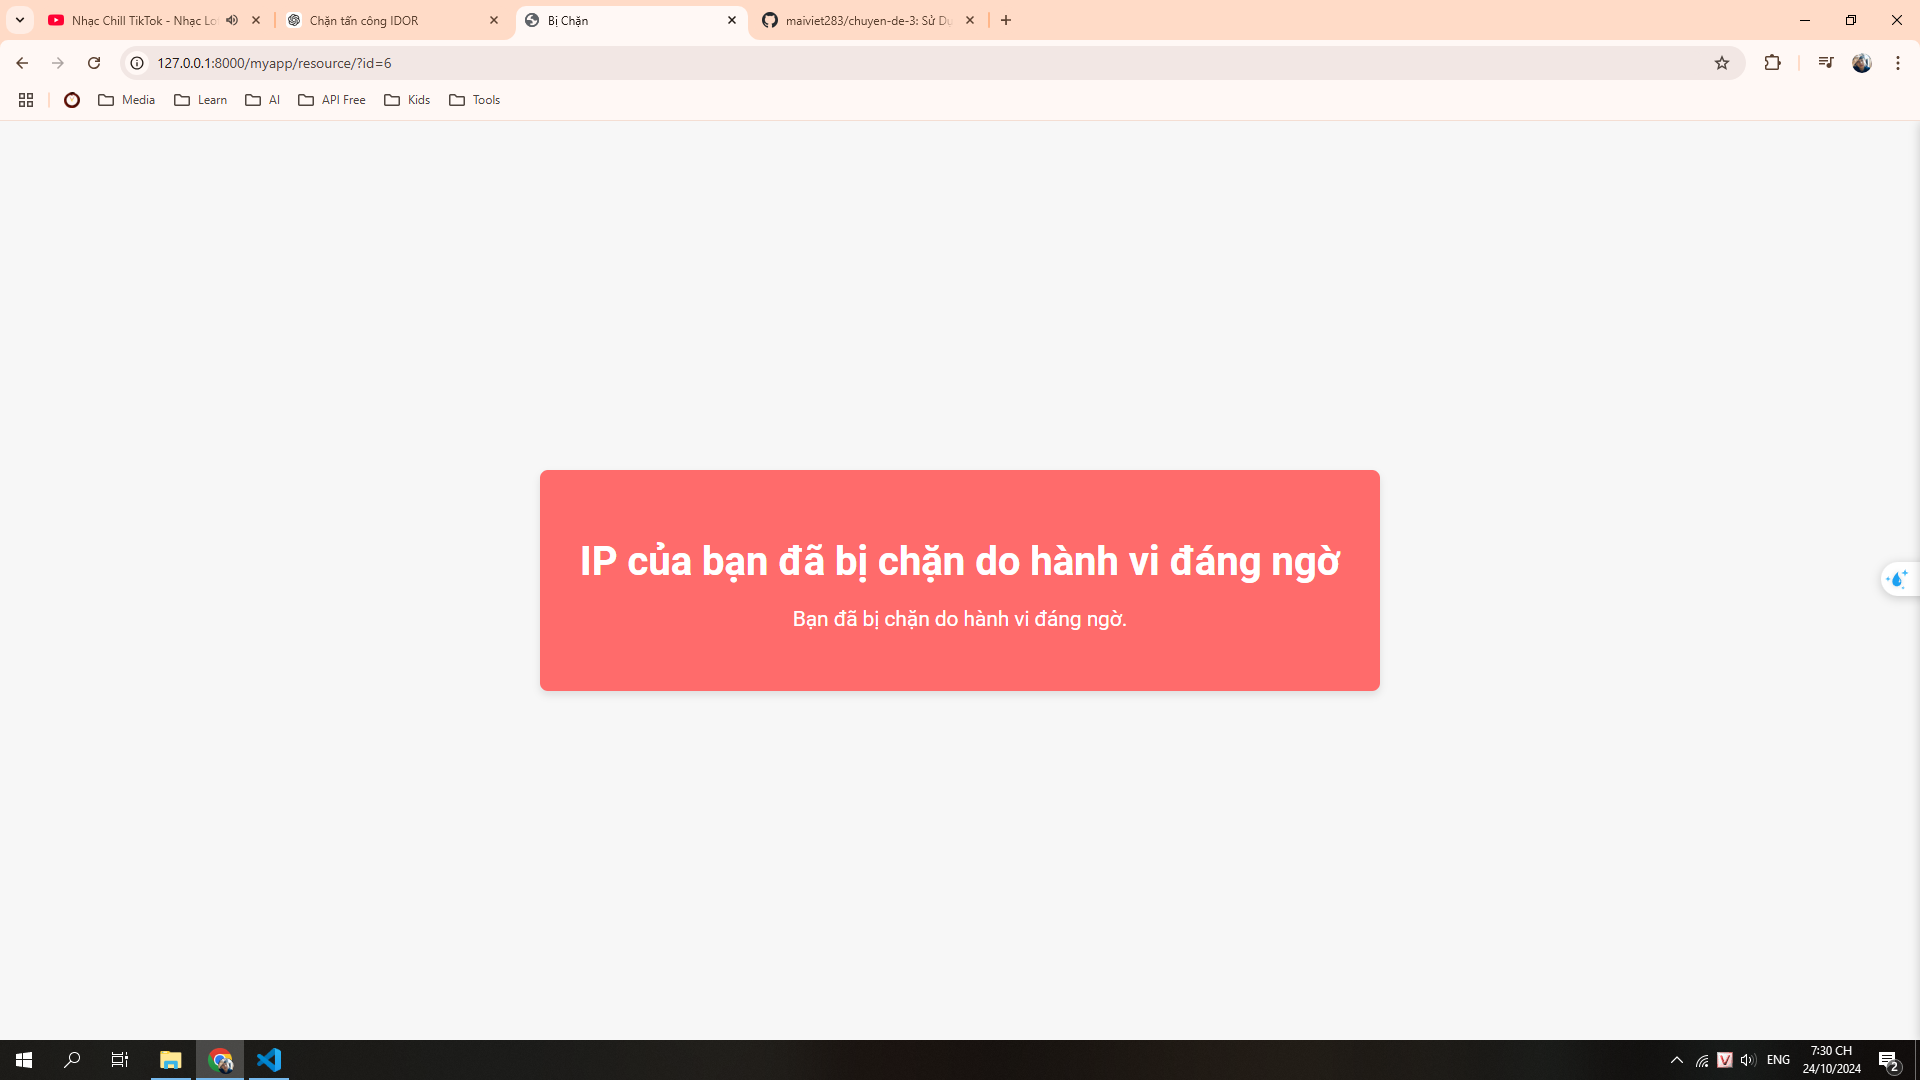 Nhạc Chill TikTok - Nhạc Lo
Chặn tấn công IDOR
Bị Chặn
maiviet283/chuyen-de-3: Sử Dụ
127.0.0.1:8000/myapp/resource/?id=6
Media
Learn
AI
API Free
Kids
Tools
IP của bạn đã bị chặn do hành vi đáng ngờ
Bạn đã bị chặn do hành vi đáng ngờ.
V
ENG
7:30 CH
24/10/2024
2